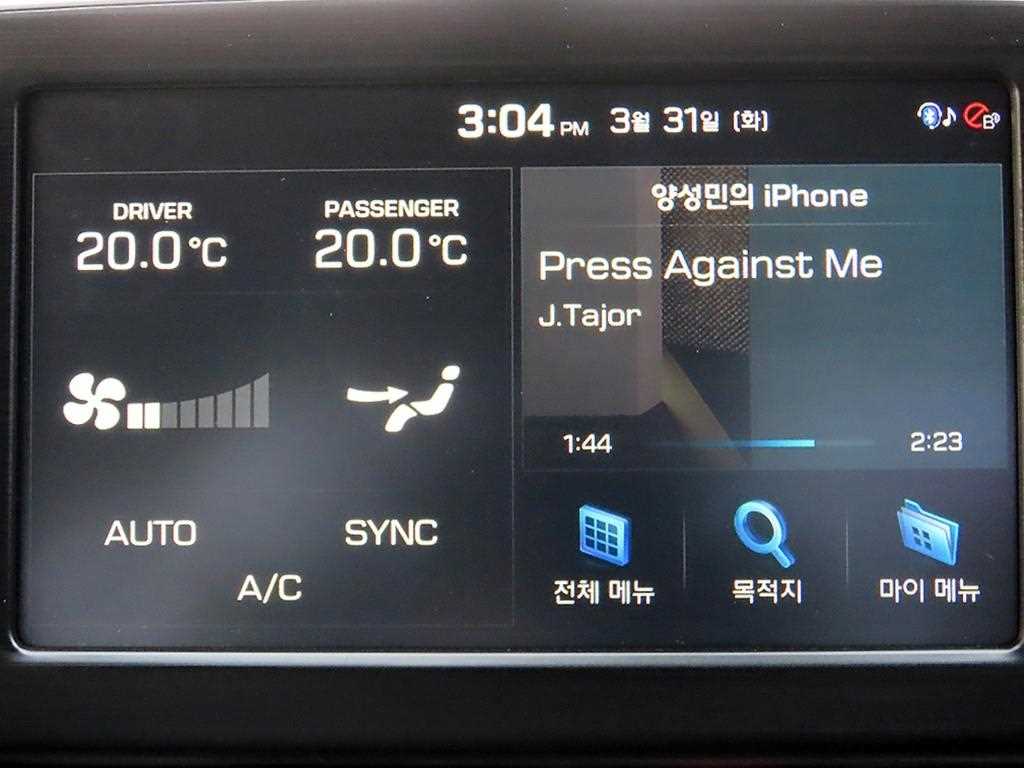 3:04 PM 3월 31일 (화)
DRIVER PASSENGER
20.0℃ 20.0℃
AUTO SYNC
A/C
양성민의 iPhone
Press Against Me
J.Tajor
1:44 2:23
전체 메뉴 목적지 마이 메뉴